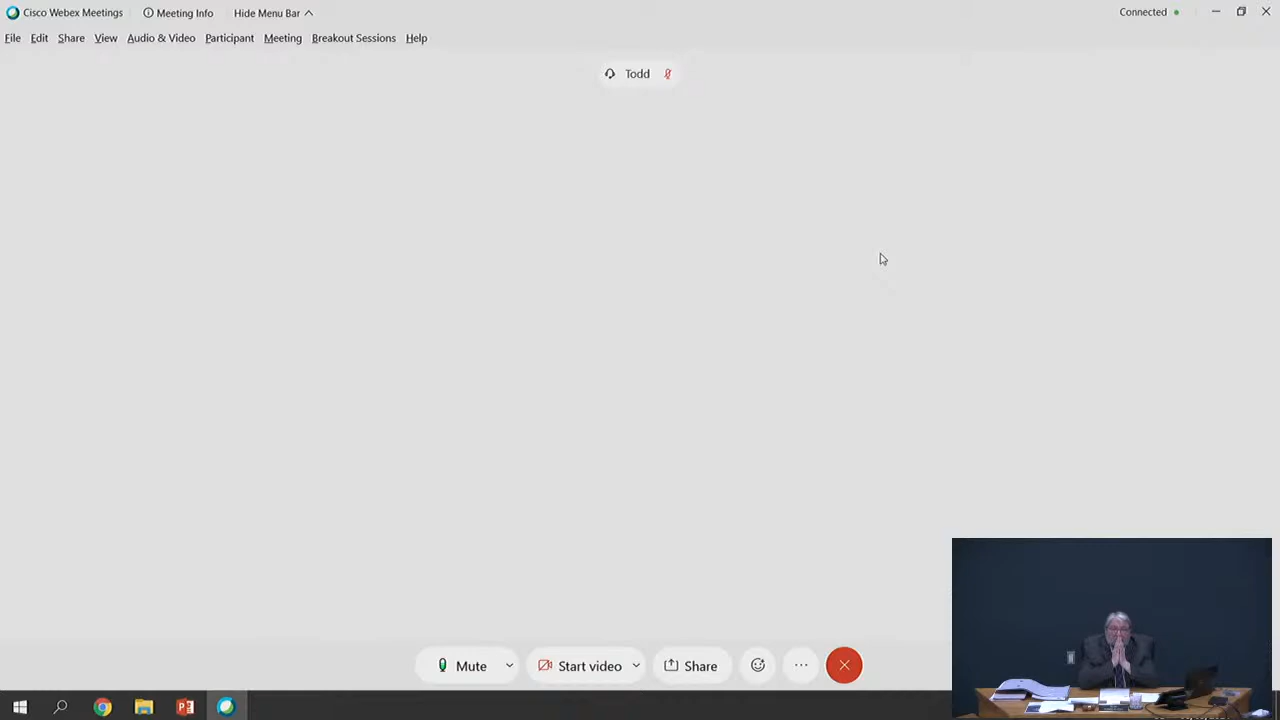 Cisco Webex Meetings
Meeting Info
Hide Menu Bar
Connected
File Edit Share View Audio & Video Participant Meeting Breakout Sessions Help
Todd
Mute
Start video
Share